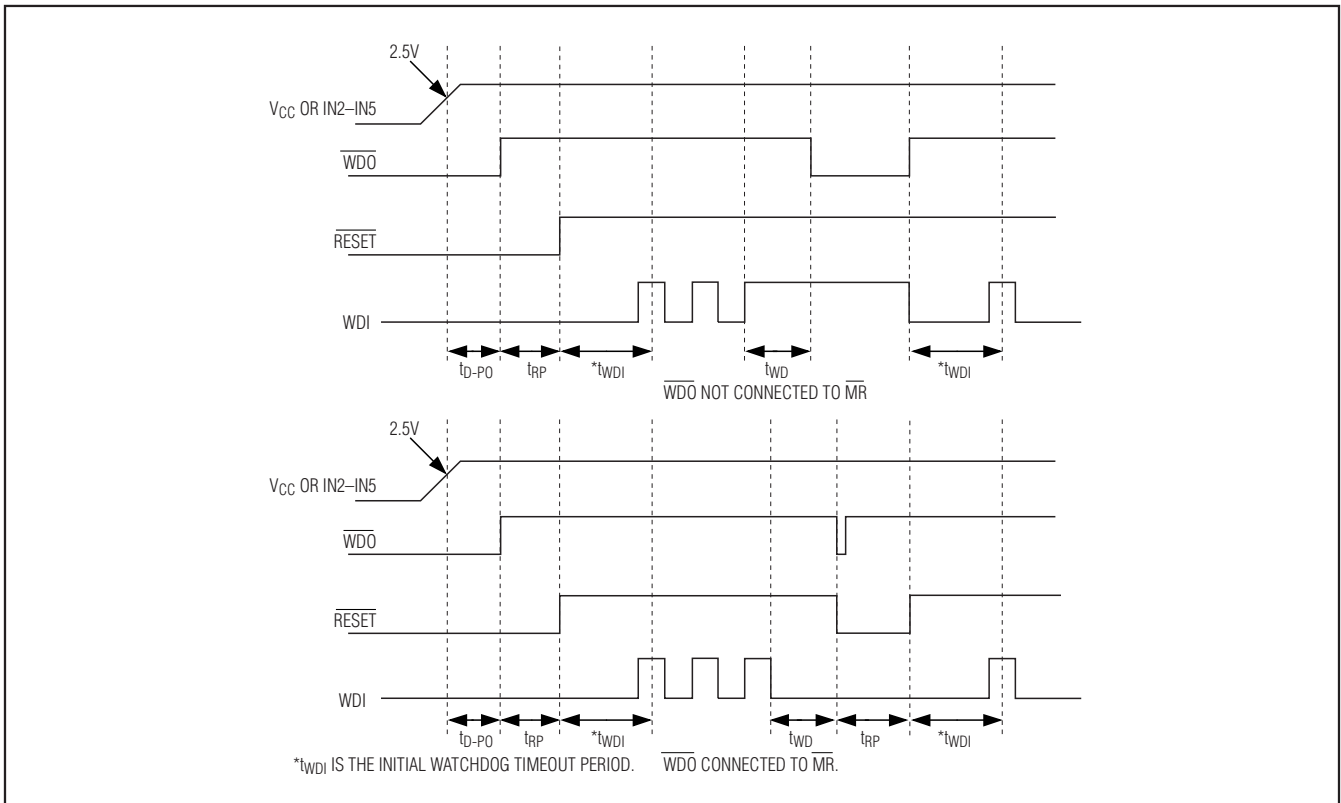 2.5V
VCC OR IN2–IN5
WDO
RESET
WDI
tD-PO tRP *tWDI tWD *tWDI
WDO NOT CONNECTED TO MR
2.5V
VCC OR IN2–IN5
WDO
RESET
WDI
tD-PO tRP *tWDI tWD tRP *tWDI
*tWDI IS THE INITIAL WATCHDOG TIMEOUT PERIOD. WDO CONNECTED TO MR.